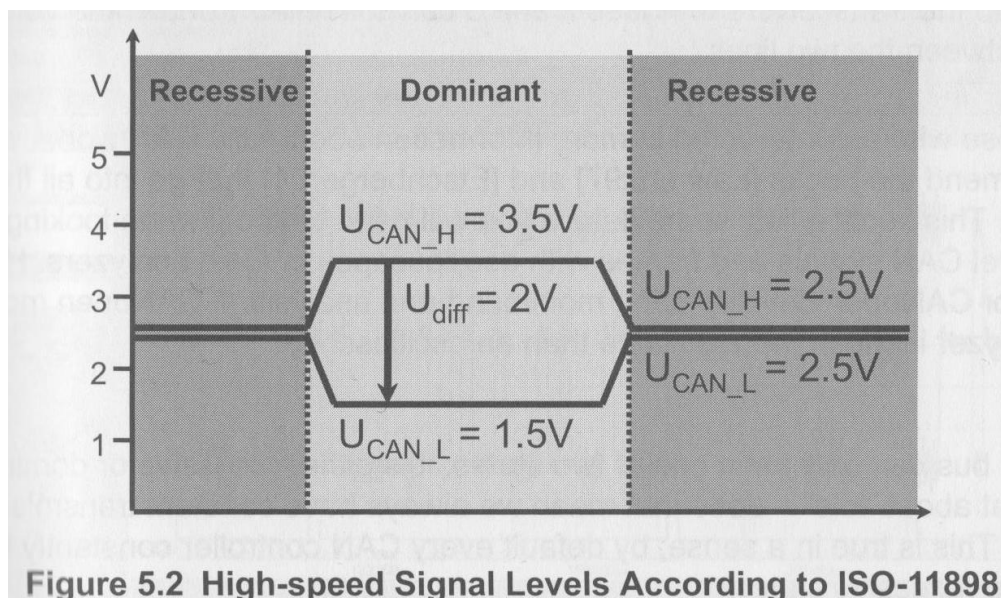 V
Recessive Dominant Recessive
5
4
3
2
1
U_CAN_H = 3.5V
U_diff = 2V
U_CAN_L = 1.5V
U_CAN_H = 2.5V
U_CAN_L = 2.5V
Figure 5.2 High-speed Signal Levels According to ISO-11898